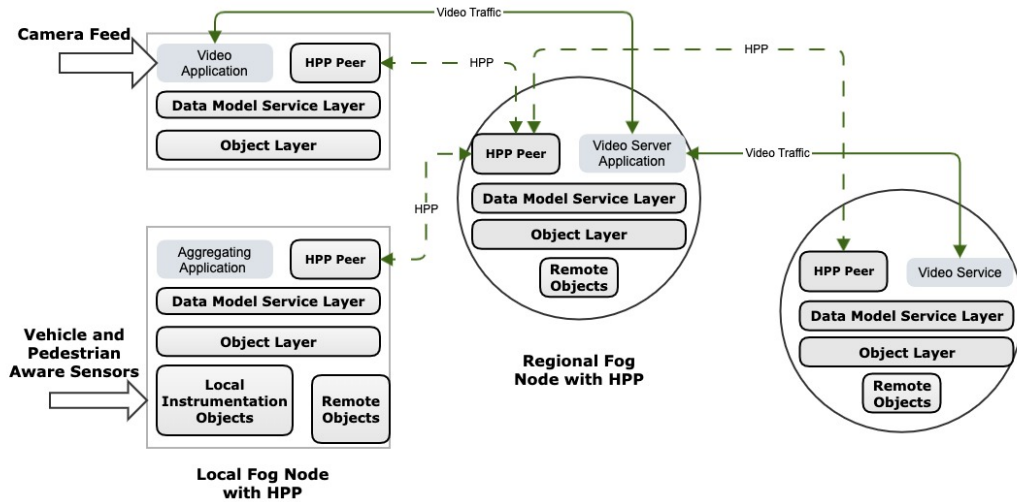 Video Traffic
Camera Feed
Video
Application
HPP Peer
HPP
HPP
Data Model Service Layer
Object Layer
HPP Peer
Video Server
Application
Video Traffic
Data Model Service Layer
HPP
Object Layer
Remote
Objects
Aggregating
Application
HPP Peer
HPP Peer
Video Service
Data Model Service Layer
Data Model Service Layer
Object Layer
Object Layer
Remote
Objects
Vehicle and
Pedestrian
Aware Sensors
Regional Fog
Node with HPP
Local
Instrumentation
Objects
Remote
Objects
Local Fog Node
with HPP